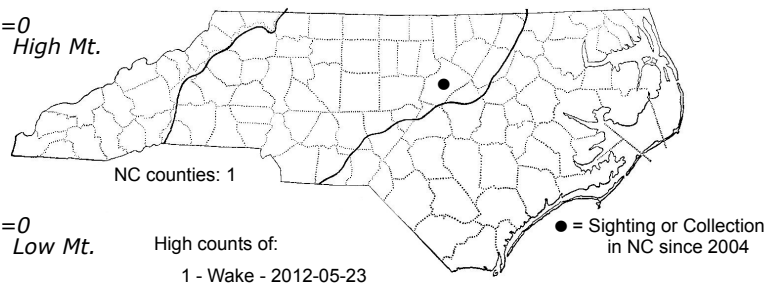 =0
High Mt.
NC counties: 1
=0
Low Mt.
High counts of:
1 - Wake - 2012-05-23
● = Sighting or Collection
in NC since 2004